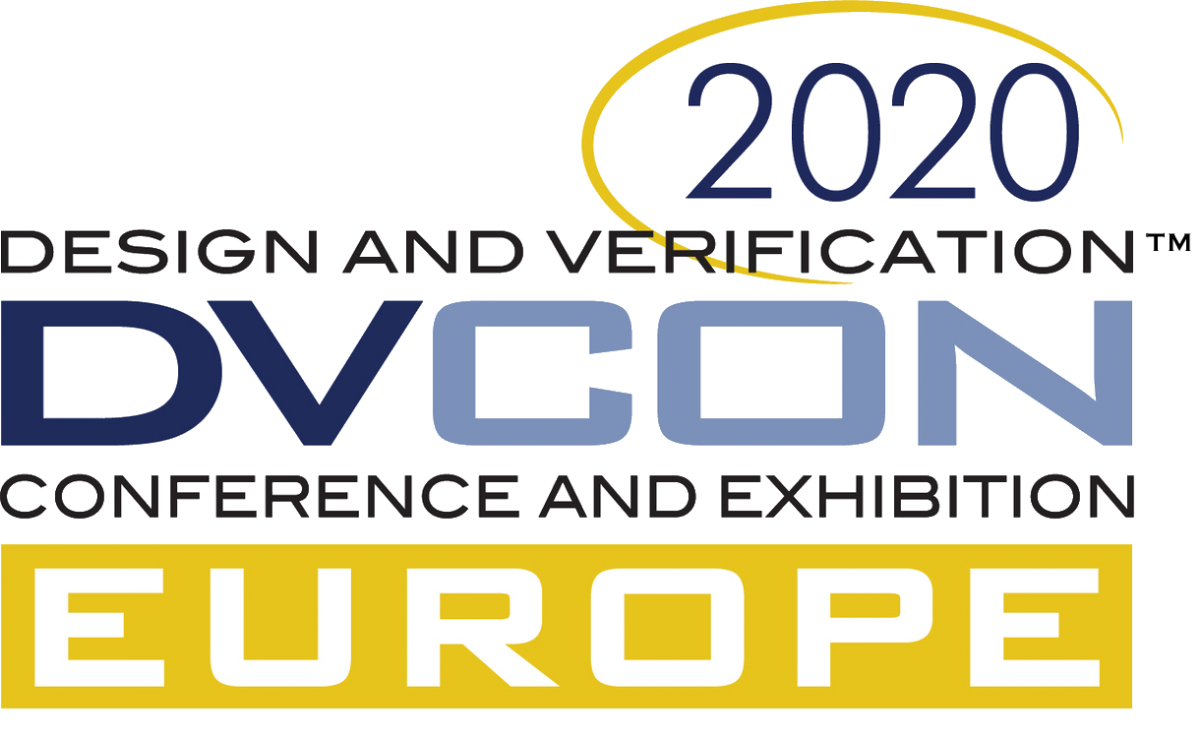 2020
DESIGN AND VERIFICATION™
DVCON
CONFERENCE AND EXHIBITION
EUROPE